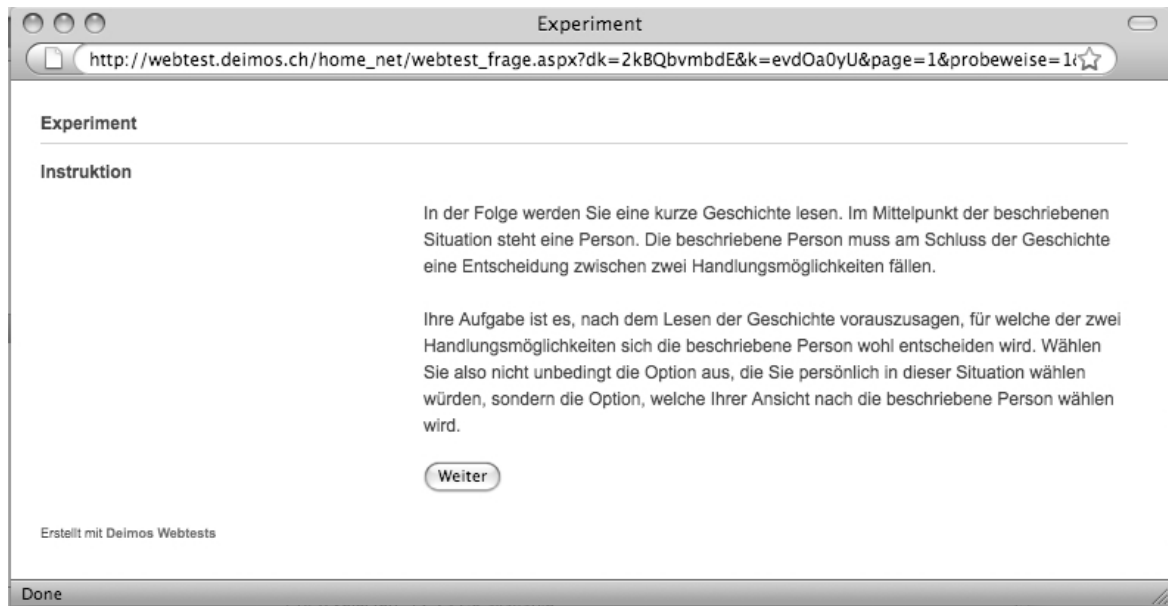 Experiment
http://webtest.deimos.ch/home_net/webtest_frage.aspx?dk=2kBQbvmbdE&k=evdOa0yU&page=1&probeweise=1&
Experiment
Instruktion
In der Folge werden Sie eine kurze Geschichte lesen. Im Mittelpunkt der beschriebenen
Situation steht eine Person. Die beschriebene Person muss am Schluss der Geschichte
eine Entscheidung zwischen zwei Handlungsmöglichkeiten fällen.
Ihre Aufgabe ist es, nach dem Lesen der Geschichte vorauszusagen, für welche der zwei
Handlungsmöglichkeiten sich die beschriebene Person wohl entscheiden wird. Wählen
Sie also nicht unbedingt die Option aus, die Sie persönlich in dieser Situation wählen
würden, sondern die Option, welche Ihrer Ansicht nach die beschriebene Person wählen
wird.
Weiter
Erstellt mit Deimos Webtests
Done